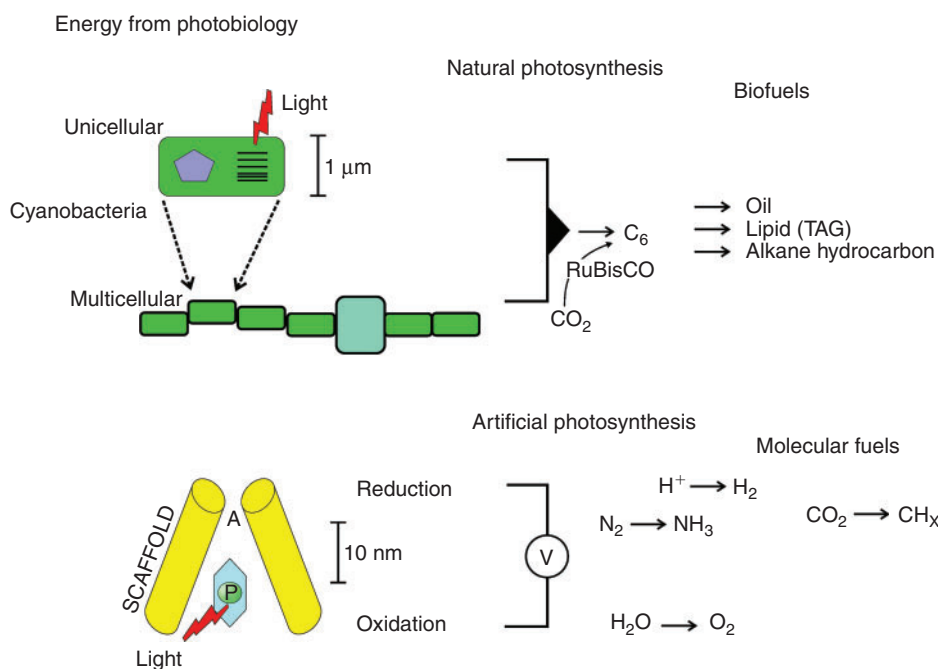 Energy from photobiology
Natural photosynthesis
Biofuels
Light
Unicellular
1 μm
Cyanobacteria
Multicellular
→ C₆
RuBisCO
CO₂
→ Oil
→ Lipid (TAG)
→ Alkane hydrocarbon
Artificial photosynthesis
Molecular fuels
SCAFFOLD
A
P
Light
10 nm
Reduction
Oxidation
V
H⁺ → H₂
N₂ → NH₃
CO₂ → CHₓ
H₂O → O₂